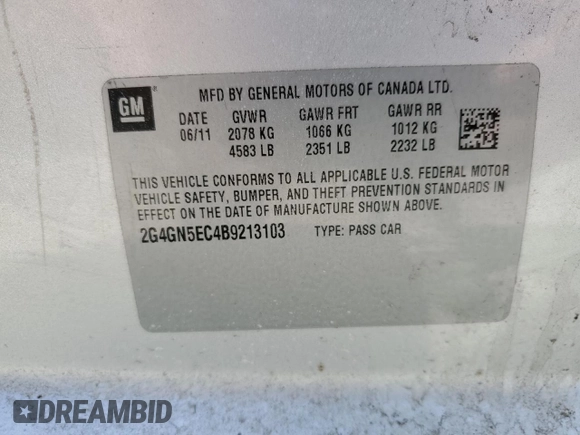 GM
MFD BY GENERAL MOTORS OF CANADA LTD.
DATE GVWR GAWR FRT GAWR RR
06/11 2078 KG 1066 KG 1012 KG
4583 LB 2351 LB 2232 LB
THIS VEHICLE CONFORMS TO ALL APPLICABLE U.S. FEDERAL MOTOR
VEHICLE SAFETY, BUMPER, AND THEFT PREVENTION STANDARDS IN
EFFECT ON THE DATE OF MANUFACTURE SHOWN ABOVE.
2G4GN5EC4B9213103 TYPE: PASS CAR
DREAMBID